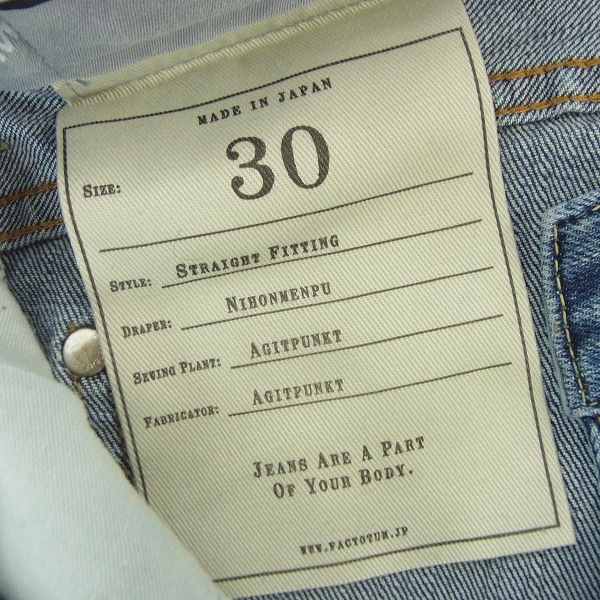 MADE IN JAPAN
SIZE: 30
STYLE: STRAIGHT FITTING
DRAPER: NIHONMENPU
SEWING PLANT: AGITPUNKT
FABRICATOR: AGITPUNKT
JEANS ARE A PART
OF YOUR BODY.
WWW.FACTOTUM.JP